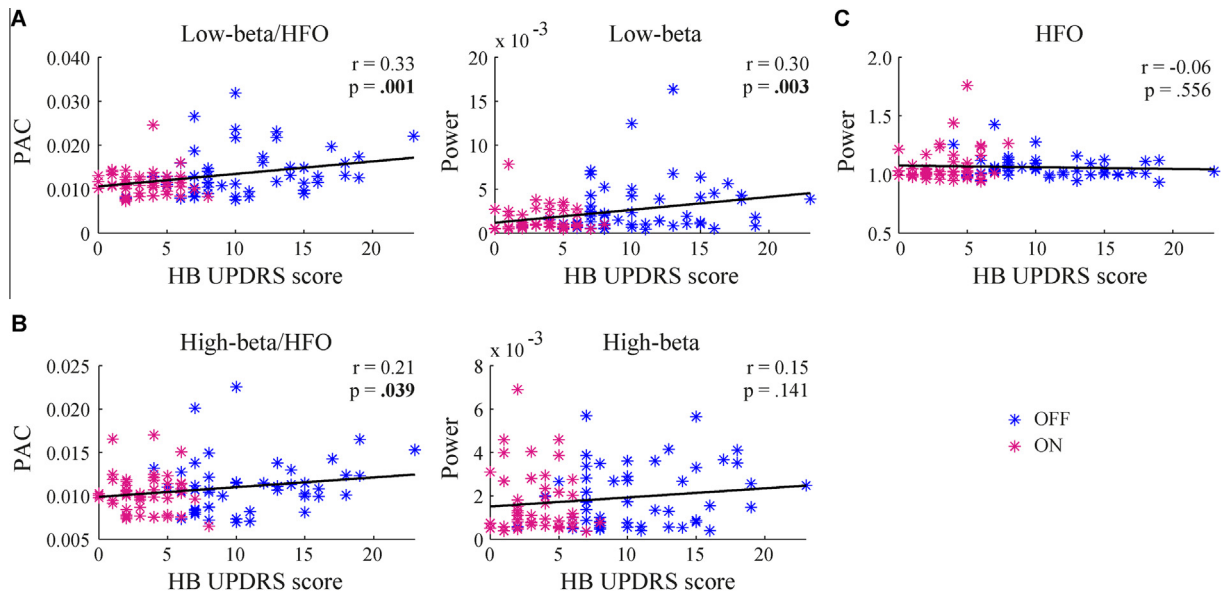 A
Low-beta/HFO
r = 0.33
p = .001
0.040
0.030
0.020
0.010
0
PAC
0
5
10
15
20
HB UPDRS score
x 10⁻³
Low-beta
r = 0.30
p = .003
20
15
10
5
0
Power
0
5
10
15
20
HB UPDRS score
C
HFO
r = -0.06
p = .556
2.0
1.5
1.0
0.5
Power
0
5
10
15
20
HB UPDRS score
B
High-beta/HFO
r = 0.21
p = .039
0.025
0.020
0.015
0.010
0.005
PAC
0
5
10
15
20
HB UPDRS score
x 10⁻³
High-beta
r = 0.15
p = .141
8
6
4
2
0
Power
0
5
10
15
20
HB UPDRS score
OFF
ON